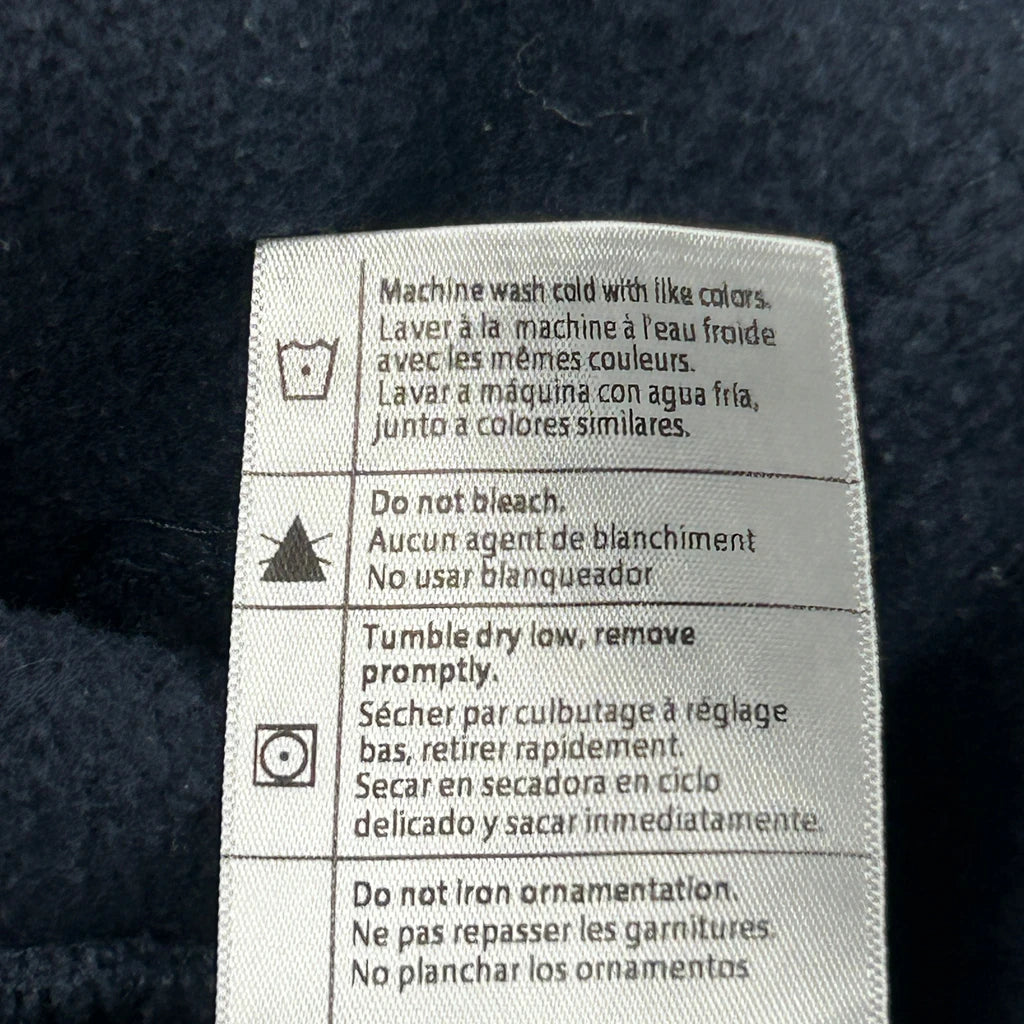 Machine wash cold with like colors.
Laver à la machine à l'eau froide
avec les mêmes couleurs.
Lavar a máquina con agua fría,
junto a colores similares.
Do not bleach.
Aucun agent de blanchiment
No usar blanqueador
Tumble dry low, remove
promptly.
Sécher par culbutage à réglage
bas, retirer rapidement.
Secar en secadora en ciclo
delicado y sacar inmediatamente
Do not iron ornamentation.
Ne pas repasser les garnitures.
No planchar los ornamentos